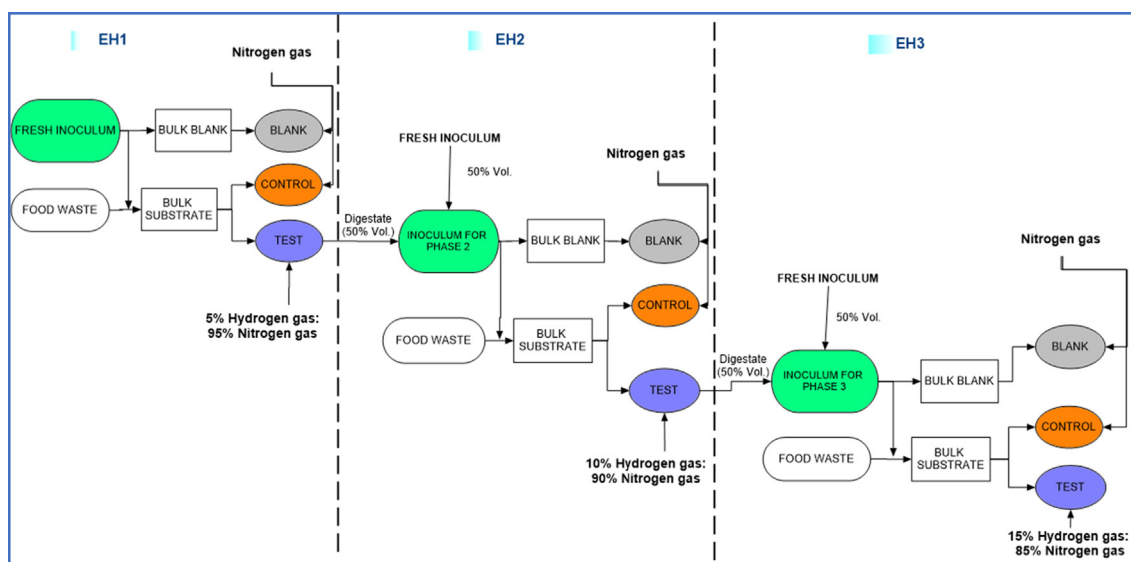 EH1
Nitrogen gas
FRESH INOCULUM
BULK BLANK
BLANK
CONTROL
FOOD WASTE
BULK
SUBSTRATE
TEST
5% Hydrogen gas:
95% Nitrogen gas
Digestate
(50% Vol.)
EH2
FRESH INOCULUM
50% Vol.
Nitrogen gas
INOCULUM FOR
PHASE 2
BULK BLANK
BLANK
CONTROL
FOOD WASTE
BULK
SUBSTRATE
TEST
10% Hydrogen gas:
90% Nitrogen gas
Digestate
(50% Vol.)
EH3
Nitrogen gas
FRESH INOCULUM
50% Vol.
INOCULUM FOR
PHASE 3
BULK BLANK
BLANK
CONTROL
FOOD WASTE
BULK
SUBSTRATE
TEST
15% Hydrogen gas:
85% Nitrogen gas